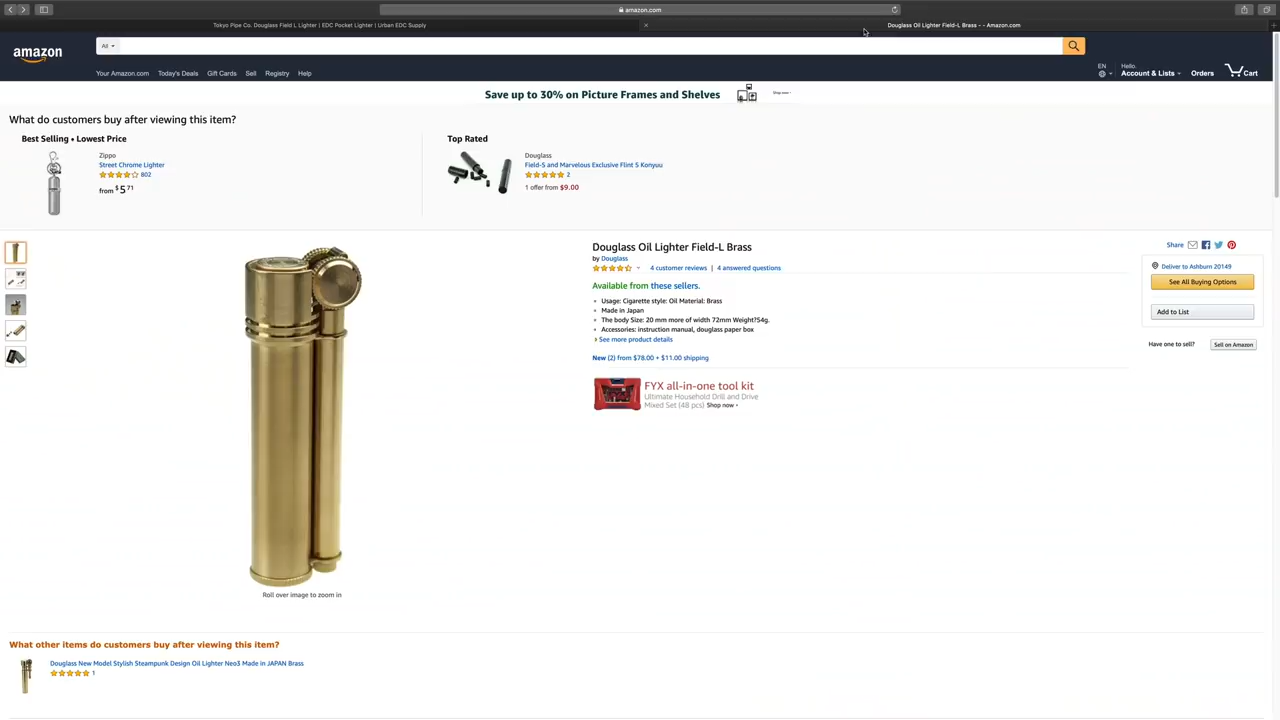 amazon.com
Tokyo Pipe Co. Douglass Field L Lighter | EDC Pocket Lighter | Urban EDC Supply
Douglass Oil Lighter Field-L Brass - - Amazon.com
amazon
All
EN
Hello.
Account & Lists
Orders
Cart
Your Amazon.com
Today's Deals
Gift Cards
Sell
Registry
Help
Save up to 30% on Picture Frames and Shelves
Shop now ›
What do customers buy after viewing this item?
Best Selling • Lowest Price
Zippo
Street Chrome Lighter
802
from $5 71
Top Rated
Douglass
Field-S and Marvelous Exclusive Flint S Konyuu
2
1 offer from $9.00
Douglass Oil Lighter Field-L Brass
by Douglass
4 customer reviews | 4 answered questions
Available from these sellers.
• Usage: Cigarette style: Oil Material: Brass
• Made in Japan
• The body Size: 20 mm more of width 72mm Weight?54g.
• Accessories: instruction manual, douglass paper box
› See more product details
New (2) from $78.00 + $11.00 shipping
FYX all-in-one tool kit
Ultimate Household Drill and Drive
Mixed Set (48 pc) Shop now ›
Share
Deliver to Ashburn 20149
See All Buying Options
Add to List
Have one to sell?
Sell on Amazon
Roll over image to zoom in
What other items do customers buy after viewing this item?
Douglass New Model Stylish Steampunk Design Oil Lighter Neo3 Made in JAPAN Brass
1